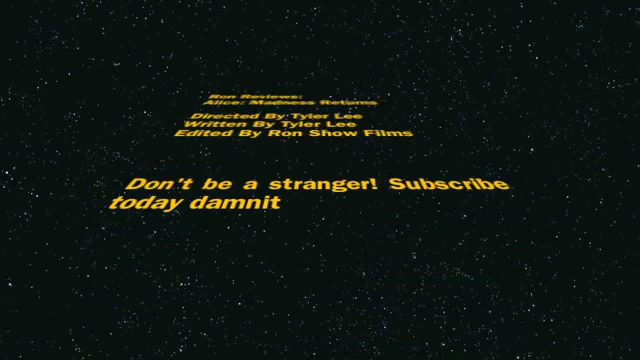 Ron Reviews:
Alice: Madness Returns
Directed By Tyler Lee
Written By Tyler Lee
Edited By Ron Show Films
Don't be a stranger! Subscribe
today damnit